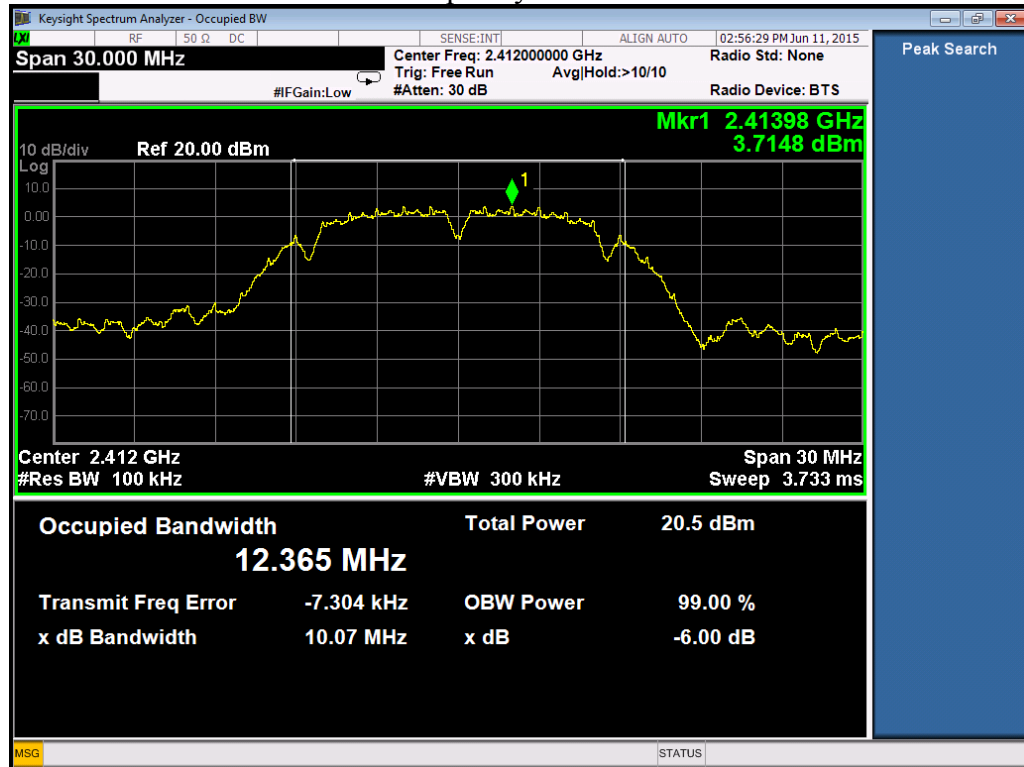 Keysight Spectrum Analyzer - Occupied BW
LXI RF 50 Ω DC SENSE:INT ALIGN AUTO 02:56:29 PM Jun 11, 2015
Span 30.000 MHz
Center Freq: 2.412000000 GHz Radio Std: None
Trig: Free Run Avg|Hold:>10/10
#IFGain:Low #Atten: 30 dB Radio Device: BTS
Peak Search
Mkr1 2.41398 GHz
3.7148 dBm
10 dB/div Ref 20.00 dBm
Log
10.0
1
0.00
-10.0
-20.0
-30.0
-40.0
-50.0
-60.0
-70.0
Center 2.412 GHz Span 30 MHz
#Res BW 100 kHz #VBW 300 kHz Sweep 3.733 ms
Occupied Bandwidth Total Power 20.5 dBm
12.365 MHz
Transmit Freq Error -7.304 kHz OBW Power 99.00 %
x dB Bandwidth 10.07 MHz x dB -6.00 dB
MSG STATUS